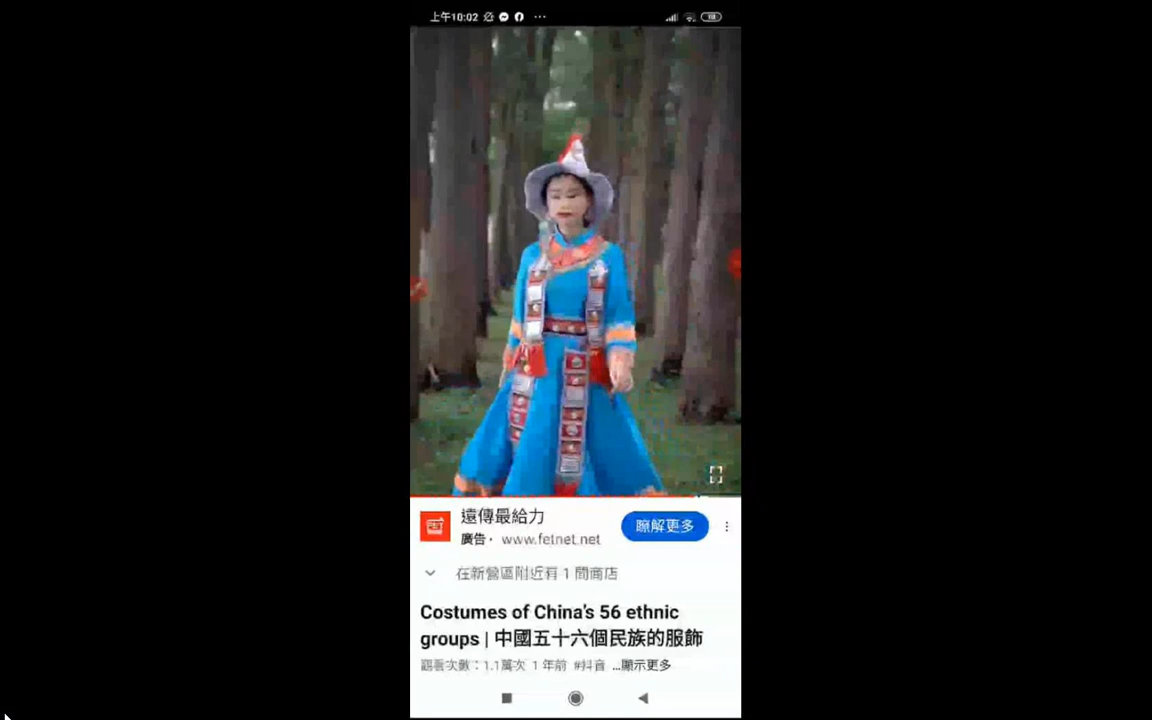 上午10:02
遠傳最給力
廣告 · www.fetnet.net
瞭解更多
在新營區附近有 1 間商店
Costumes of China's 56 ethnic
groups | 中國五十六個民族的服飾
觀看次數：1.1萬次 1 年前 #抖音 ...顯示更多